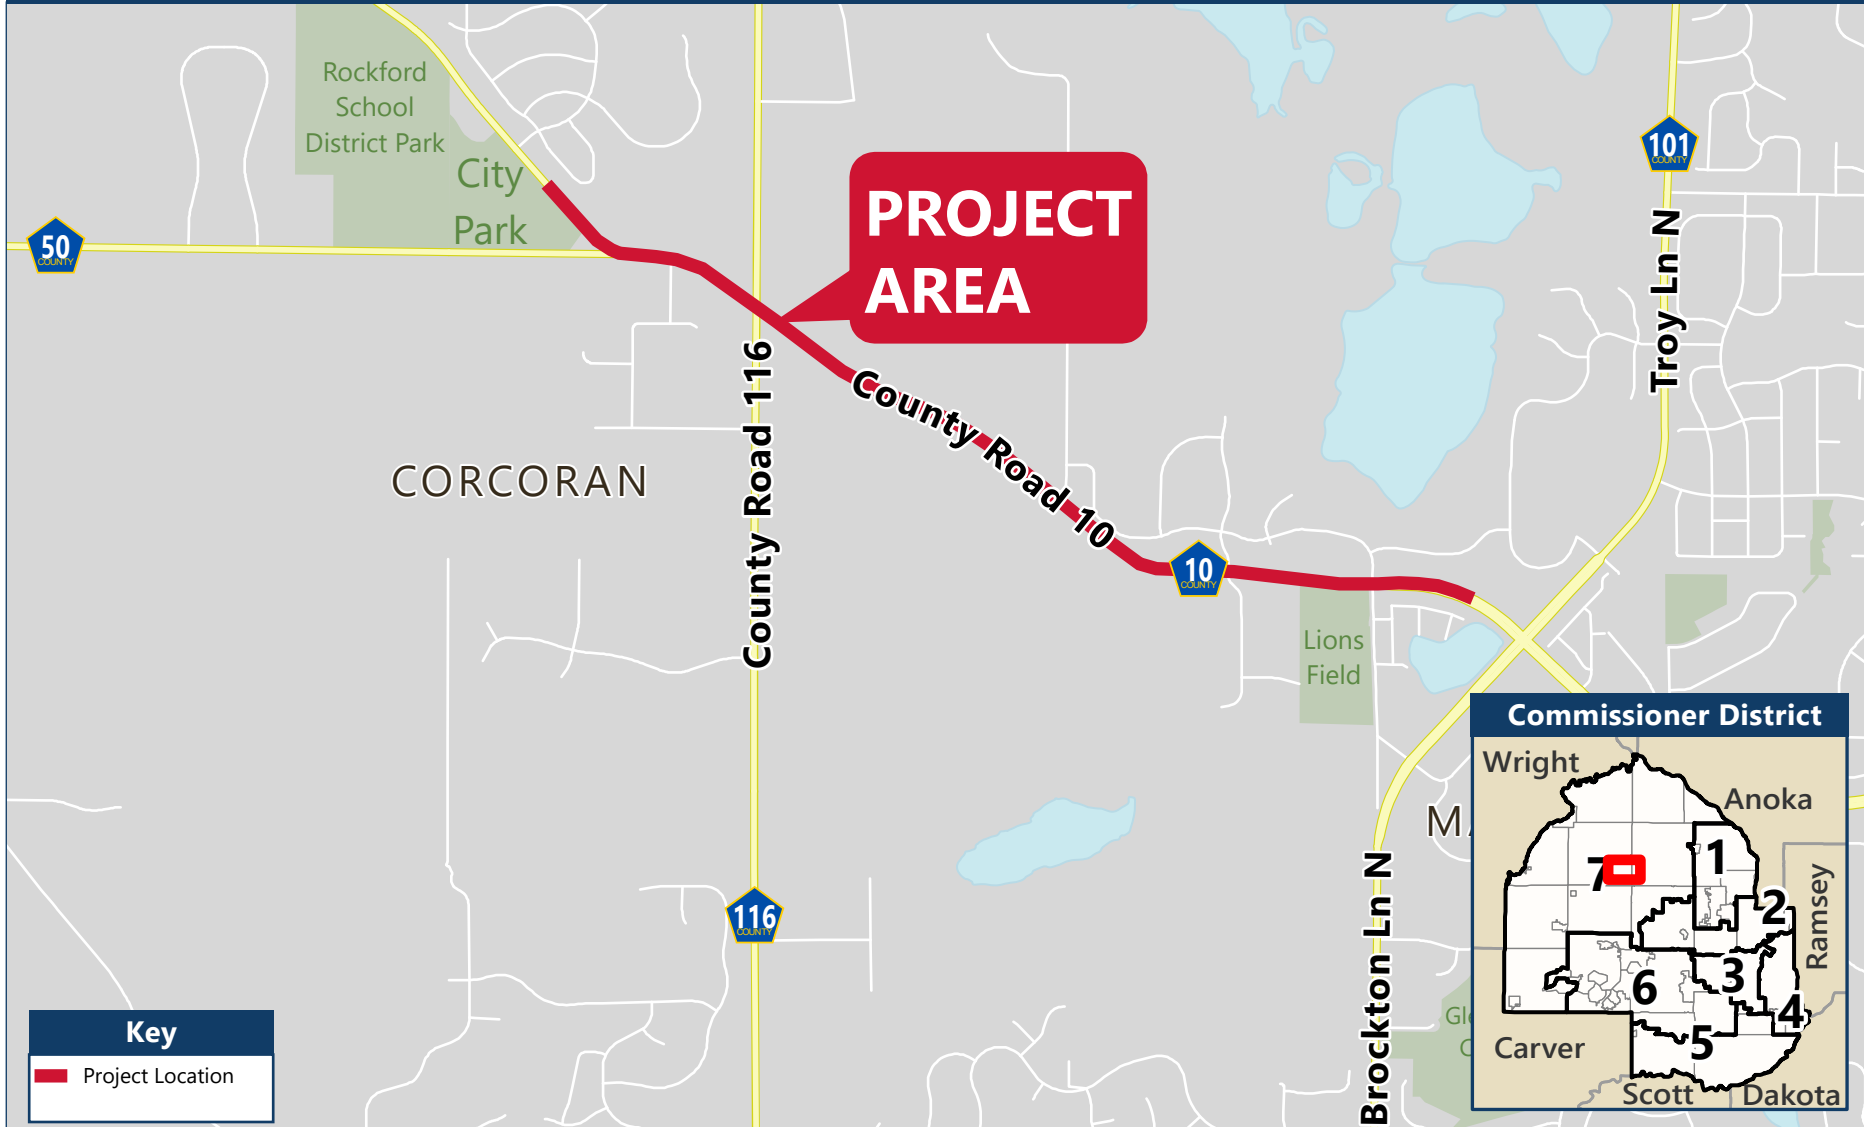 Rockford
School
District Park
City
Park
50
COUNTY
PROJECT
AREA
101
COUNTY
Troy Ln N
County Road 116
County Road 10
CORCORAN
10
COUNTY
Lions
Field
116
COUNTY
Brockton Ln N
Key
Project Location
Commissioner District
Wright
Anoka
1
7
2
Ramsey
3
6
4
5
Carver
Scott
Dakota